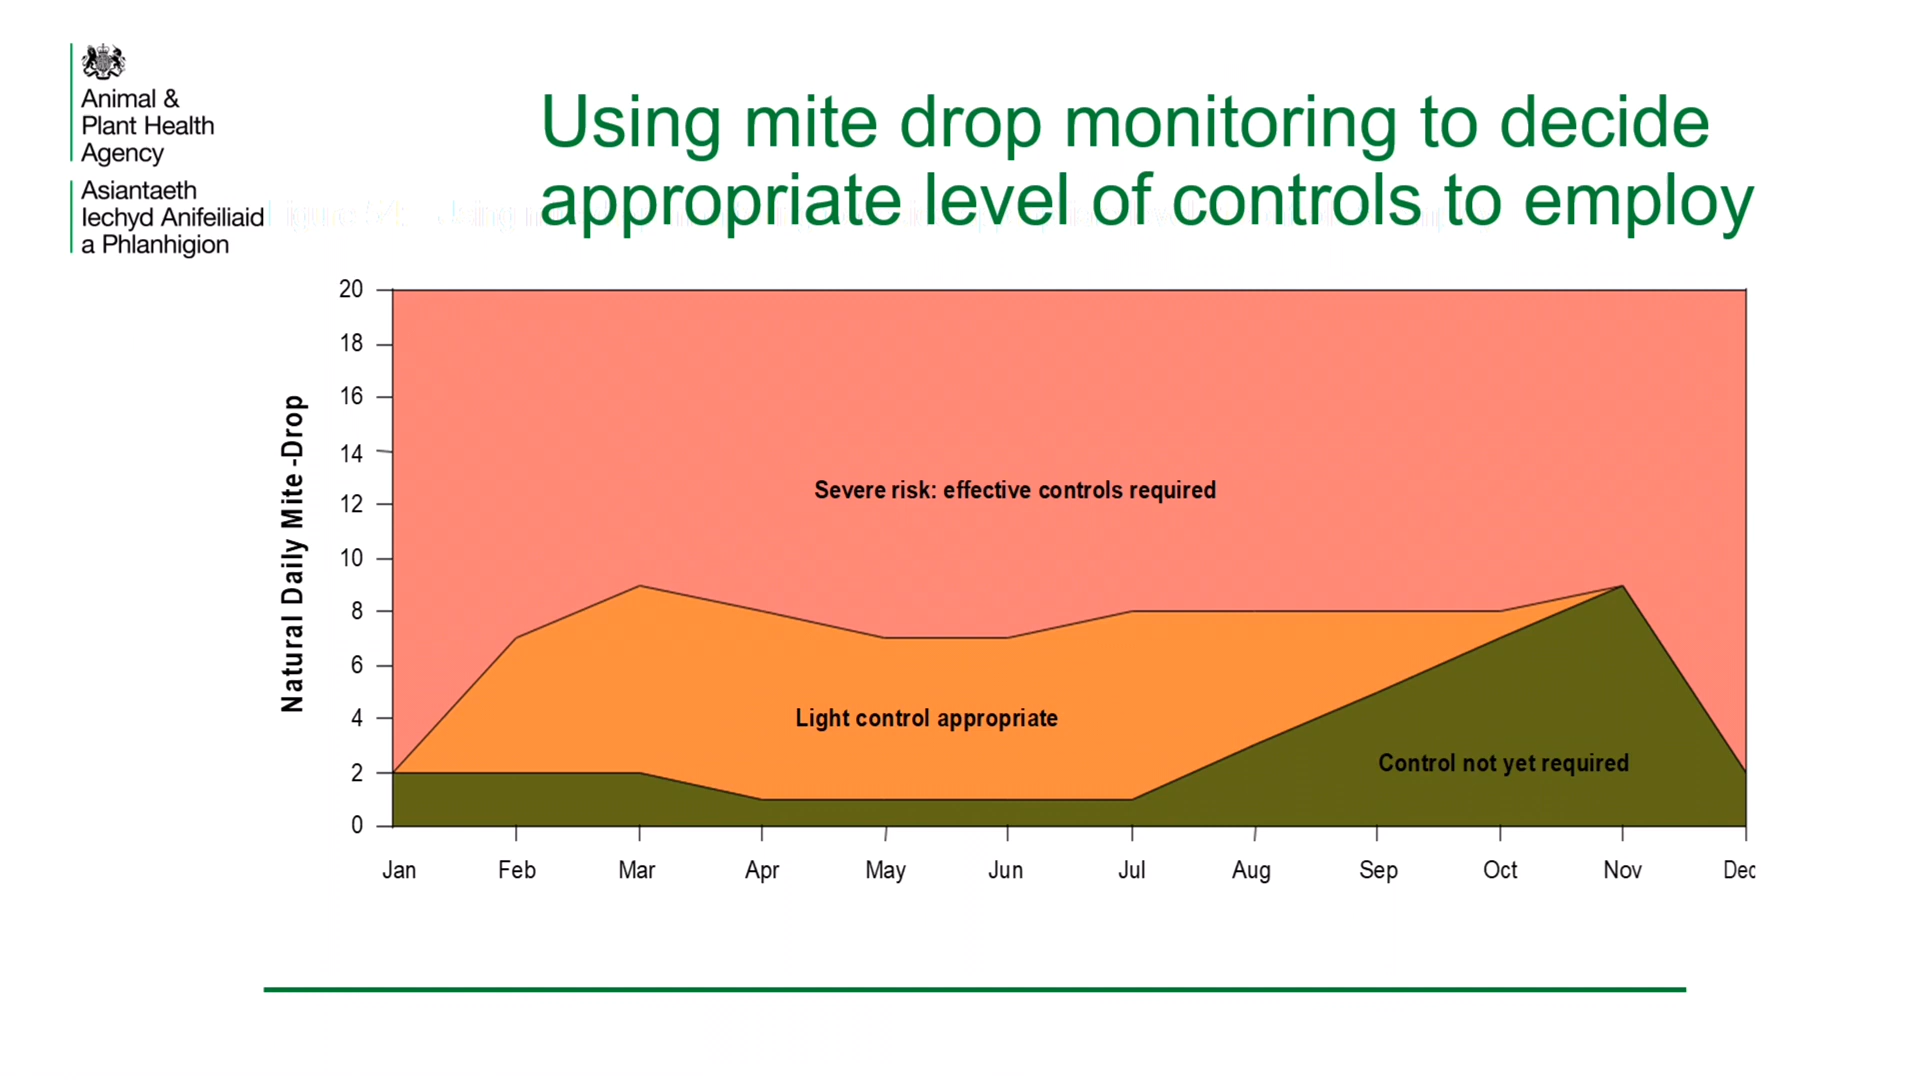 Animal &
Plant Health
Agency
Asiantaeth
Iechyd Anifeiliaid
a Phlanhigion
Using mite drop monitoring to decide
appropriate level of controls to employ
Natural Daily Mite-Drop
20
18
16
14
12
10
8
6
4
2
0
Severe risk: effective controls required
Light control appropriate
Control not yet required
Jan Feb Mar Apr May Jun Jul Aug Sep Oct Nov Dec